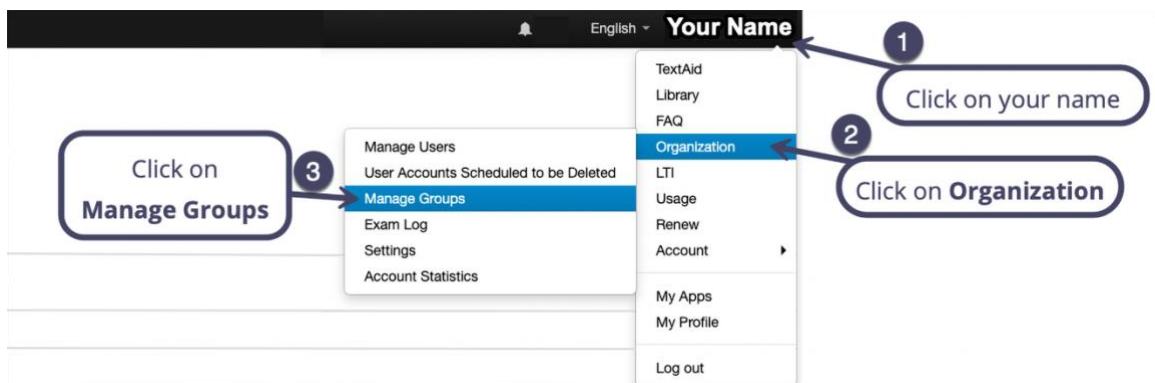 English
Your Name
1
Click on your name
TextAid
Library
FAQ
Organization
LTI
Usage
Renew
Account
My Apps
My Profile
Log out
2
Click on Organization
Manage Users
User Accounts Scheduled to be Deleted
Manage Groups
Exam Log
Settings
Account Statistics
3
Click on
Manage Groups